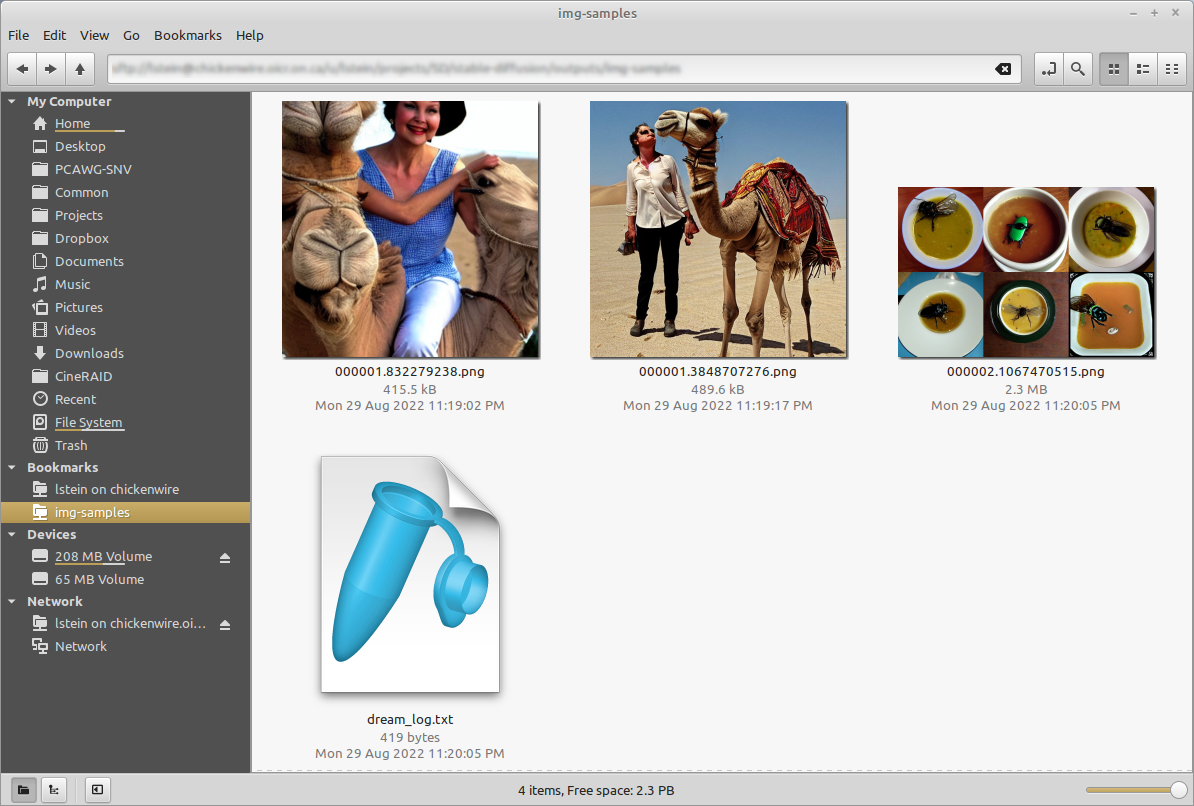 img-samples
File Edit View Go Bookmarks Help
My Computer
Home
Desktop
PCAWG-SNV
Common
Projects
Dropbox
Documents
Music
Pictures
Videos
Downloads
CineRAID
Recent
File System
Trash
Bookmarks
lstein on chickenwire
img-samples
Devices
208 MB Volume
65 MB Volume
Network
lstein on chickenwire.oi...
Network
000001.832279238.png
415.5 kB
Mon 29 Aug 2022 11:19:02 PM
000001.3848707276.png
489.6 kB
Mon 29 Aug 2022 11:19:17 PM
000002.1067470515.png
2.3 MB
Mon 29 Aug 2022 11:20:05 PM
dream_log.txt
419 bytes
Mon 29 Aug 2022 11:20:05 PM
4 items, Free space: 2.3 PB